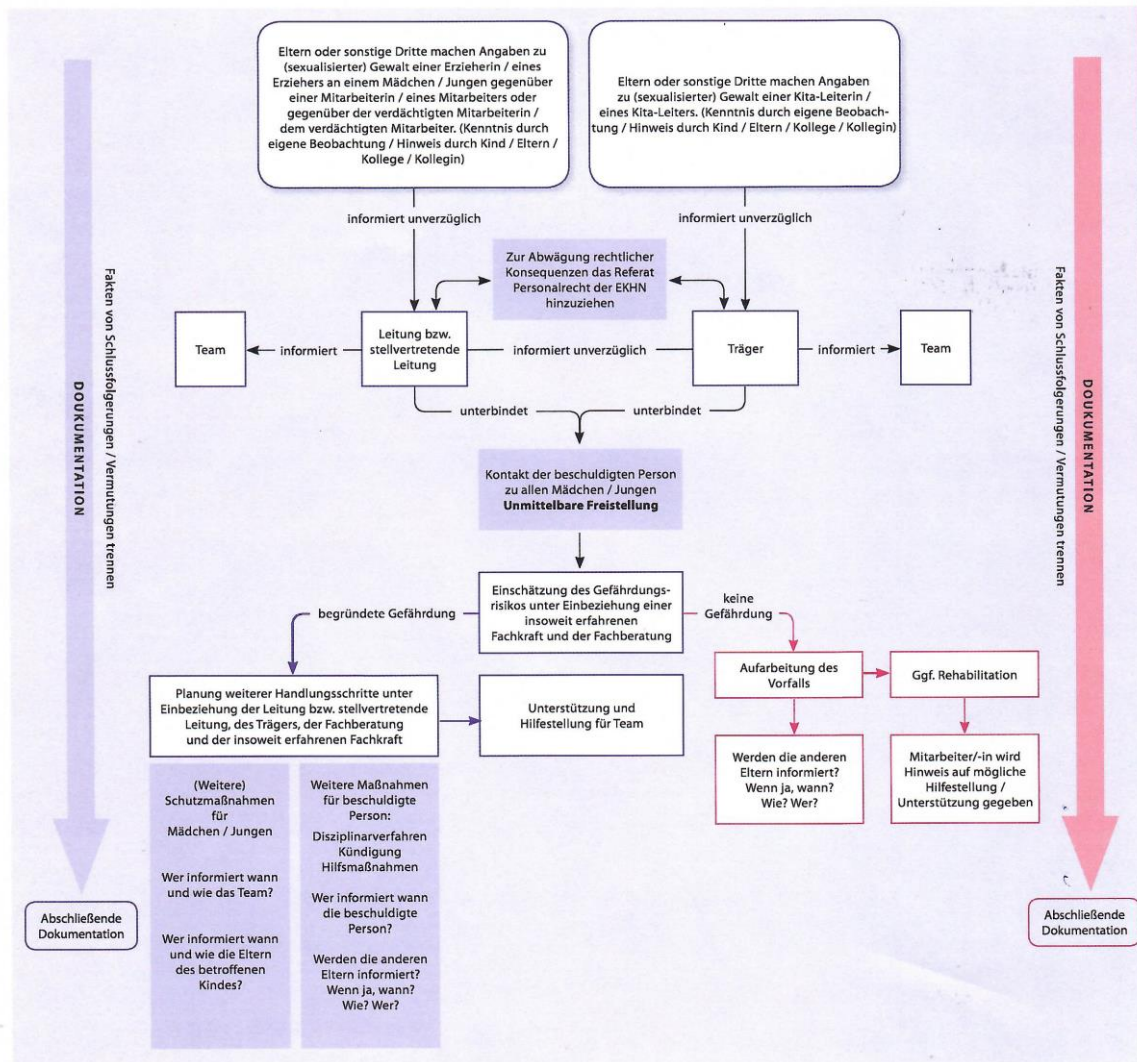 Eltern oder sonstige Dritte machen Angaben zu
(sexualisierter) Gewalt einer Erzieherin / eines
Erziehers an einem Mädchen / Jungen gegenüber
einer Mitarbeiterin / eines Mitarbeiters oder
gegenüber der verdächtigten Mitarbeiterin /
dem verdächtigten Mitarbeiter. (Kenntnis durch
eigene Beobachtung / Hinweis durch Kind / Eltern /
Kollege / Kollegin)
Eltern oder sonstige Dritte machen Angaben
zu (sexualisierter) Gewalt einer Kita-Leiterin /
eines Kita-Leiters. (Kenntnis durch eigene Beobach-
tung / Hinweis durch Kind / Eltern / Kollege / Kollegin)
informiert unverzüglich
informiert unverzüglich
Zur Abwägung rechtlicher
Konsequenzen das Referat
Personalrecht der EKHN
hinzuziehen
Team
informiert
Leitung bzw.
stellvertretende
Leitung
informiert unverzüglich
Träger
informiert
Team
unterbindet
unterbindet
Kontakt der beschuldigten Person
zu allen Mädchen / Jungen
Unmittelbare Freistellung
Einschätzung des Gefährdungs-
risikos unter Einbeziehung einer
insoweit erfahrenen
Fachkraft und der Fachberatung
begründete Gefährdung
keine
Gefährdung
Planung weiterer Handlungsschritte unter
Einbeziehung der Leitung bzw. stellvertretende
Leitung, des Trägers, der Fachberatung
und der insoweit erfahrenen Fachkraft
Unterstützung und
Hilfestellung für Team
Aufarbeitung des
Vorfalls
Ggf. Rehabilitation
Werden die anderen
Eltern informiert?
Wenn ja, wann?
Wie? Wer?
Mitarbeiter/-in wird
Hinweis auf mögliche
Hilfestellung /
Unterstützung gegeben
(Weitere)
Schutzmaßnahmen
für
Mädchen / Jungen
Wer informiert wann
und wie das Team?
Wer informiert wann
und wie die Eltern
des betroffenen
Kindes?
Weitere Maßnahmen
für beschuldigte
Person:
Disziplinarverfahren
Kündigung
Hilfsmaßnahmen
Wer informiert wann
die beschuldigte
Person?
Werden die anderen
Eltern informiert?
Wenn ja, wann?
Wie? Wer?
DOUKUMENTATION
Fakten von Schlussfolgerungen / Vermutungen trennen
Abschließende
Dokumentation
Fakten von Schlussfolgerungen / Vermutungen trennen
DOUKUMENTATION
Abschließende
Dokumentation